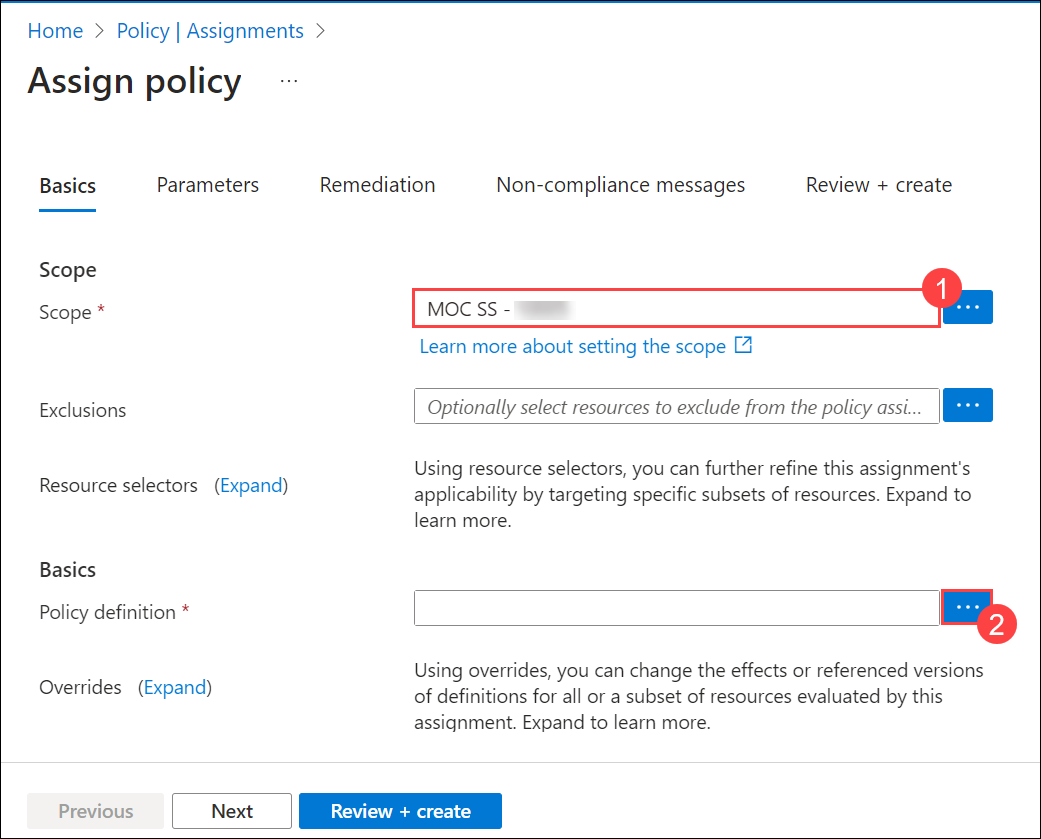 Home > Policy | Assignments >
Assign policy ...
Basics Parameters Remediation Non-compliance messages Review + create
Scope
Scope * MOC SS - 1 ...
Learn more about setting the scope
Exclusions Optionally select resources to exclude from the policy assi... ...
Resource selectors (Expand) Using resource selectors, you can further refine this assignment's
applicability by targeting specific subsets of resources. Expand to
learn more.
Basics
Policy definition * ... 2
Overrides (Expand) Using overrides, you can change the effects or referenced versions
of definitions for all or a subset of resources evaluated by this
assignment. Expand to learn more.
Previous Next Review + create